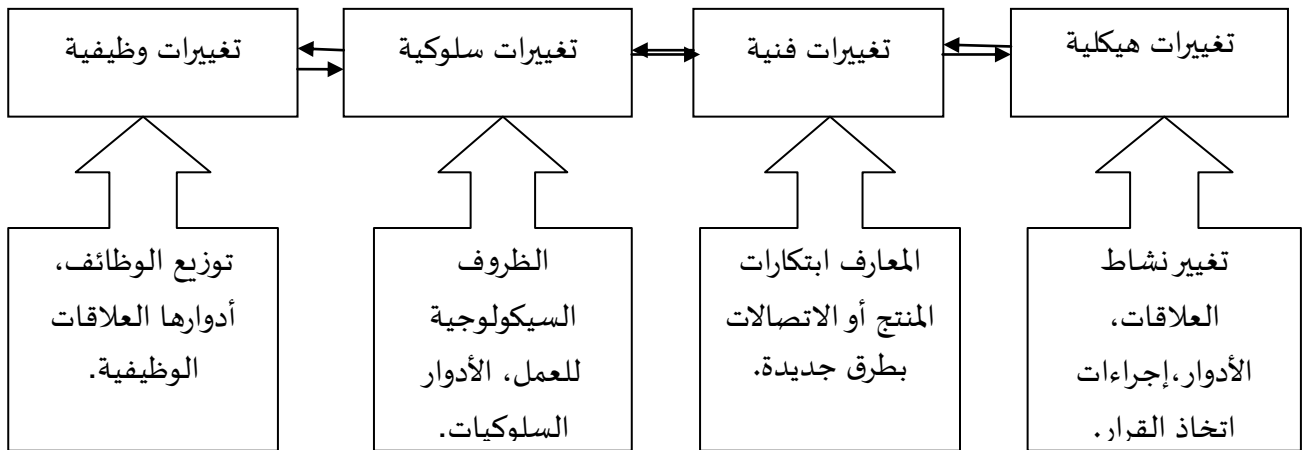 تغييرات هيكلية
تغييرات فنية
تغييرات سلوكية
تغييرات وظيفية
تغيير نشاط
العلاقات،
الأدوار،إجراءات
اتخاذ القرار.
المعارف ابتكارات
المنتج أو الاتصالات
بطرق جديدة.
الظروف
السيكولوجية
للعمل، الأدوار
السلوكيات.
توزيع الوظائف،
أدوارها العلاقات
الوظيفية.